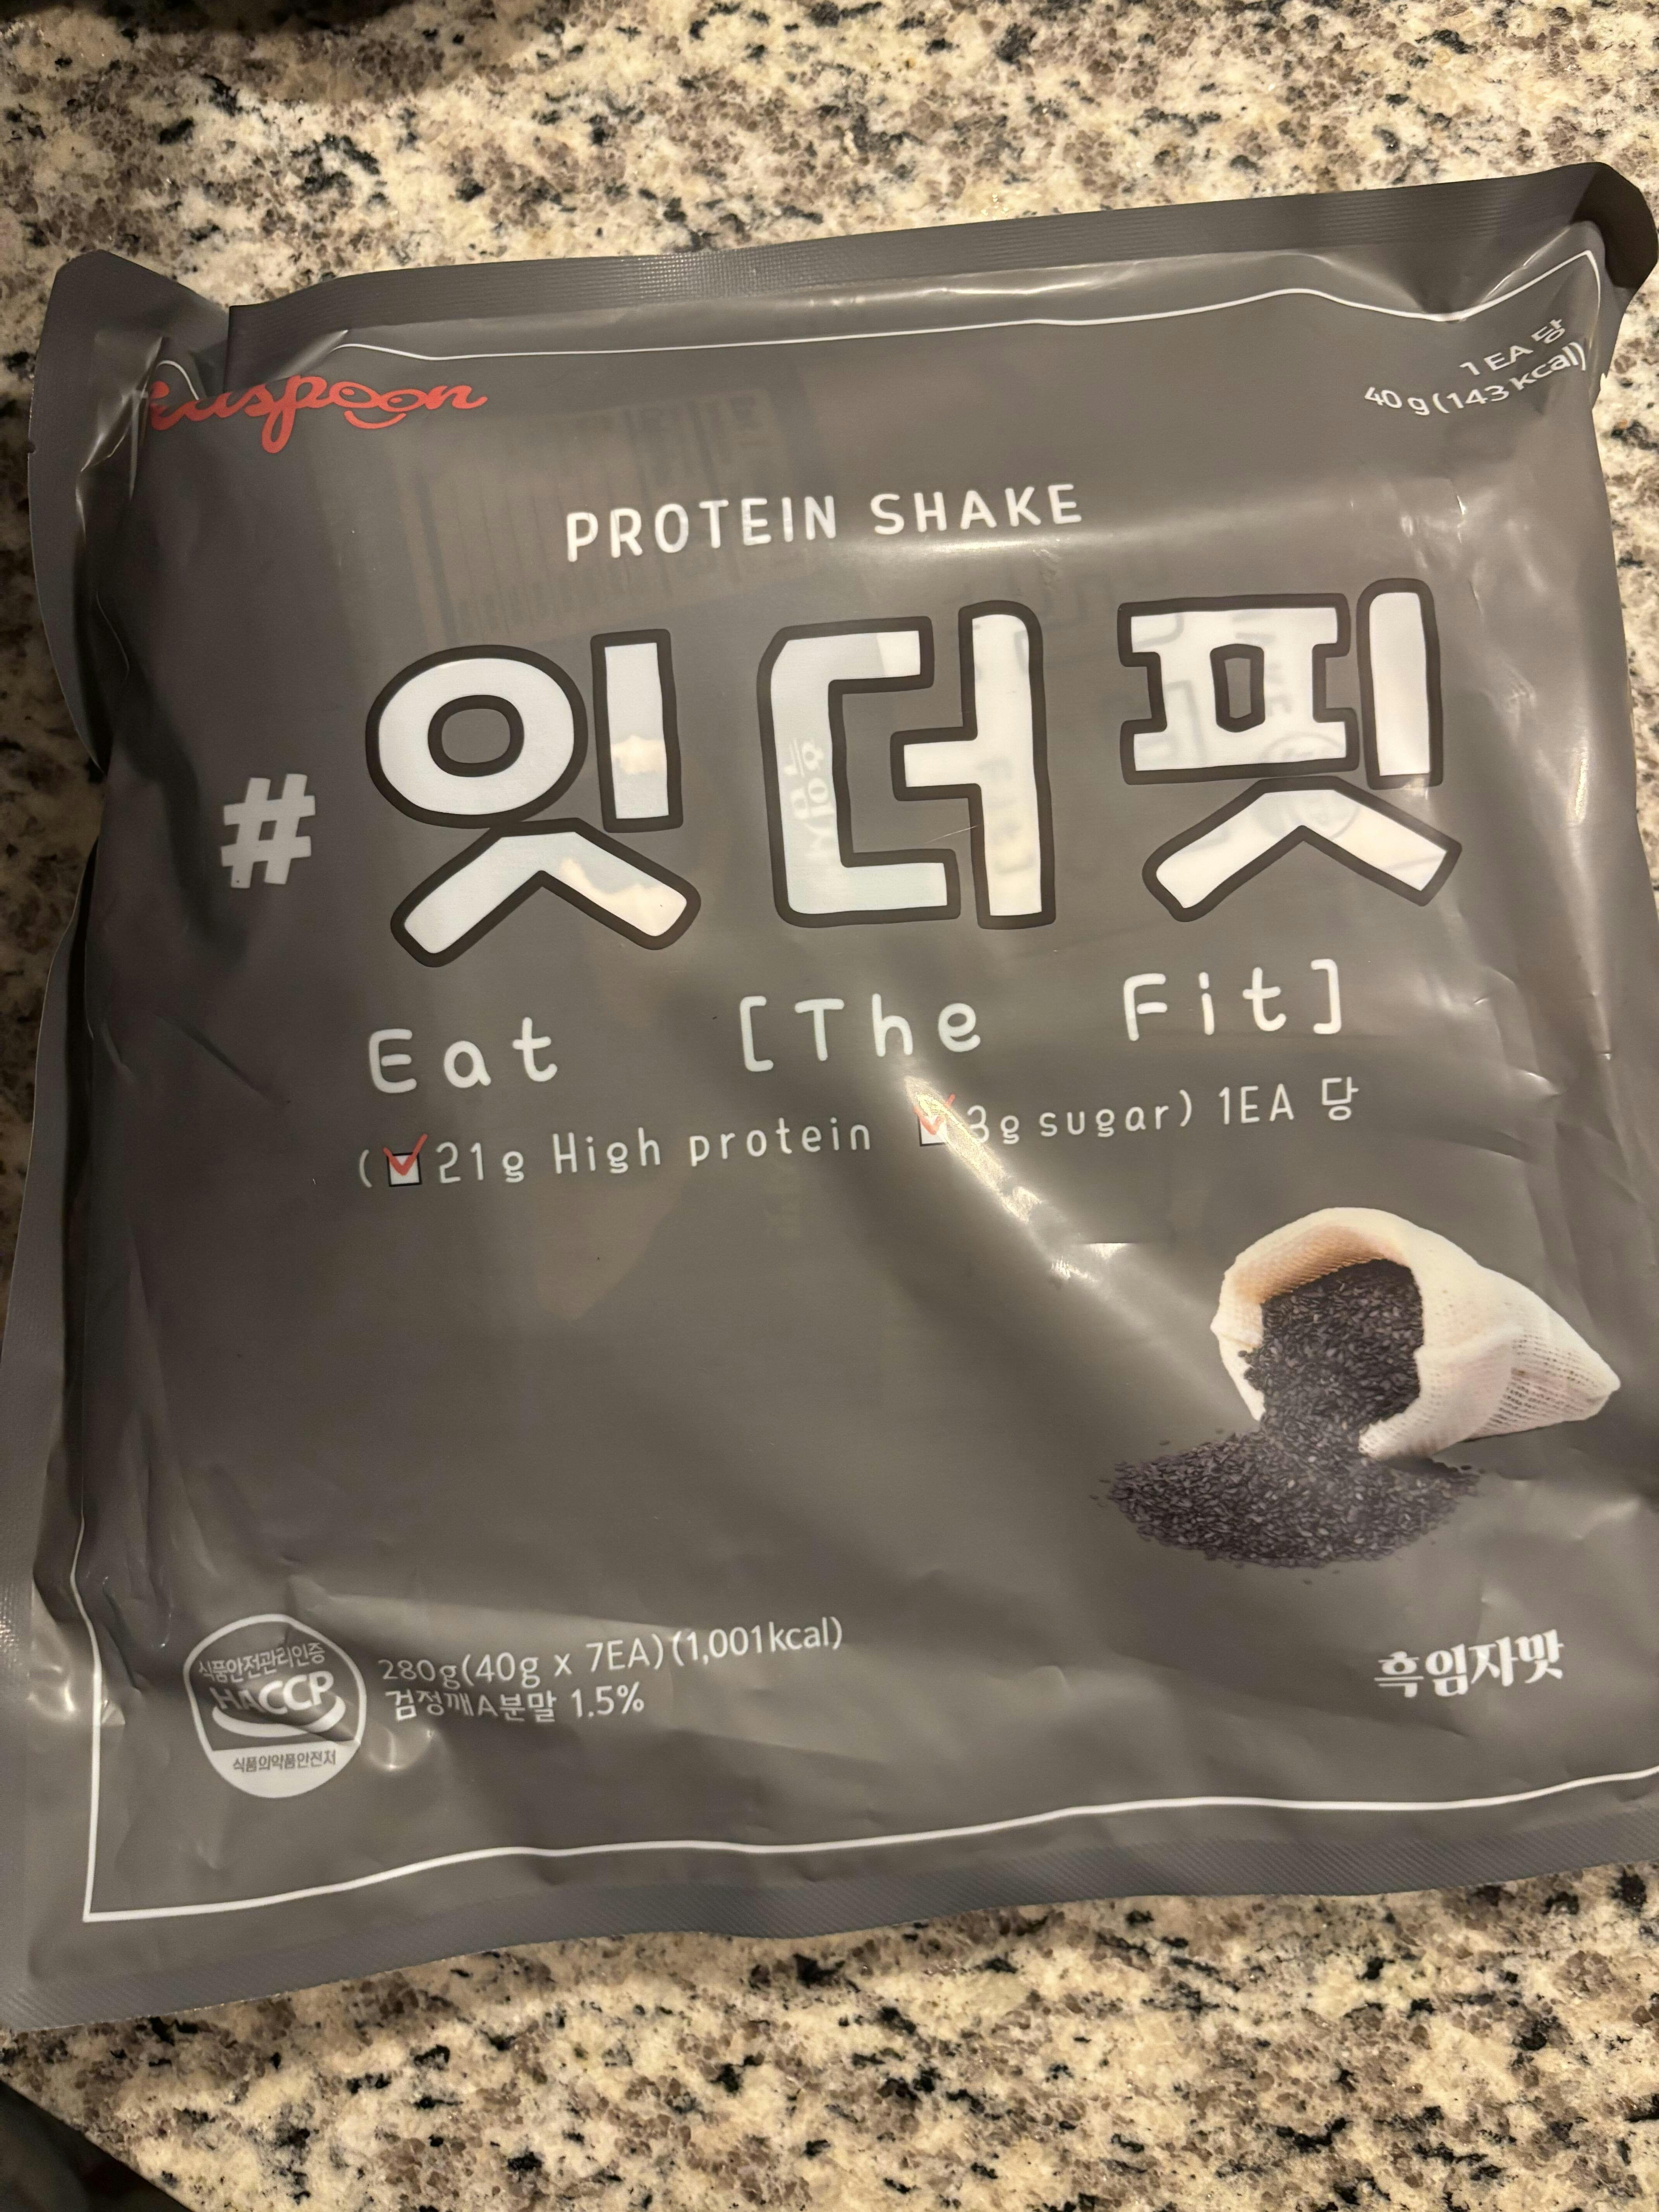 1EA 당
40g(143kcal)
PROTEIN SHAKE
#잇더핏
Eat [The Fit]
(21g High protein 3g sugar) 1EA 당
식품안전관리인증
HACCP
식품의약품안전처
280g(40g x 7EA)(1,001kcal)
검정깨A분말 1.5%
흑임자맛